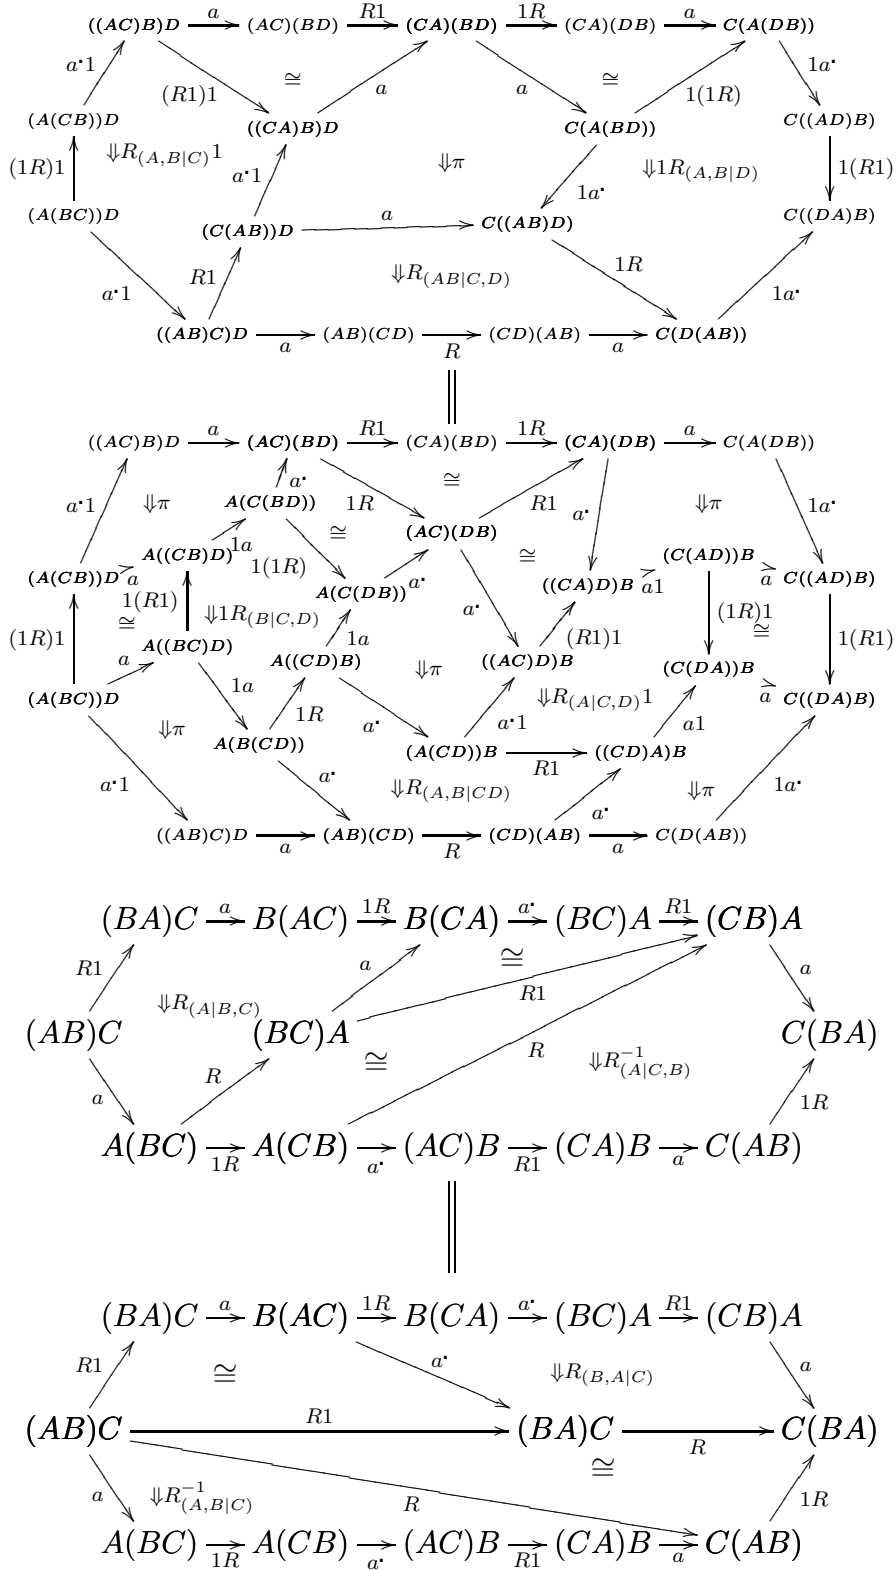 ((AC)B)D a (AC)(BD) R1 (CA)(BD) 1R (CA)(DB) a C(A(DB))
a˙1 (R1)1 ≅ a a ≅ 1(1R) 1a˙
(A(CB))D ((CA)B)D C(A(BD)) C((AD)B)
(1R)1 ⇓R(A,B|C)1 a˙1 ⇓π 1a˙ ⇓1R(A,B|D) 1(R1)
(A(BC))D (C(AB))D a C((AB)D) C((DA)B)
a˙1 R1 ⇓R(AB|C,D) 1R 1a˙
((AB)C)D a (AB)(CD) R (CD)(AB) a C(D(AB))
((AC)B)D a (AC)(BD) R1 (CA)(BD) 1R (CA)(DB) a C(A(DB))
a˙1 ⇓π A(C(BD)) a˙ 1R ≅ R1 a˙ ⇓π 1a˙
1a 1(1R) ≅ (AC)(DB) ≅
(A(CB))D a A((CB)D) A(C(DB)) a˙ ((CA)D)B a1 (C(AD))B a C((AD)B)
(1R)1 ≅ 1(R1) ⇓1R(B|C,D) 1a a˙ (R1)1 (1R)1 ≅ 1(R1)
a A((BC)D) A((CD)B) ⇓π ((AC)D)B (C(DA))B
(A(BC))D 1a 1R a˙ a˙1 ⇓R(A|C,D)1 a1 a C((DA)B)
a˙1 ⇓π A(B(CD)) (A(CD))B R1 ((CD)A)B 1a˙
a˙ ⇓R(A,B|CD) a˙ ⇓π
((AB)C)D a (AB)(CD) R (CD)(AB) a C(D(AB))
(BA)C a B(AC) 1R B(CA) a˙ (BC)A R1 (CB)A
R1 ⇓R(A|B,C) a ≅ R1 a
(AB)C (BC)A C(BA)
a R ≅ R ⇓R⁻¹(A|C,B) 1R
A(BC) 1R A(CB) a˙ (AC)B R1 (CA)B a C(AB)
(BA)C a B(AC) 1R B(CA) a˙ (BC)A R1 (CB)A
R1 ≅ a˙ ⇓R(B,A|C) a
(AB)C R1 (BA)C R C(BA)
a ⇓R⁻¹(A,B|C) R ≅ 1R
A(BC) 1R A(CB) a˙ (AC)B R1 (CA)B a C(AB)